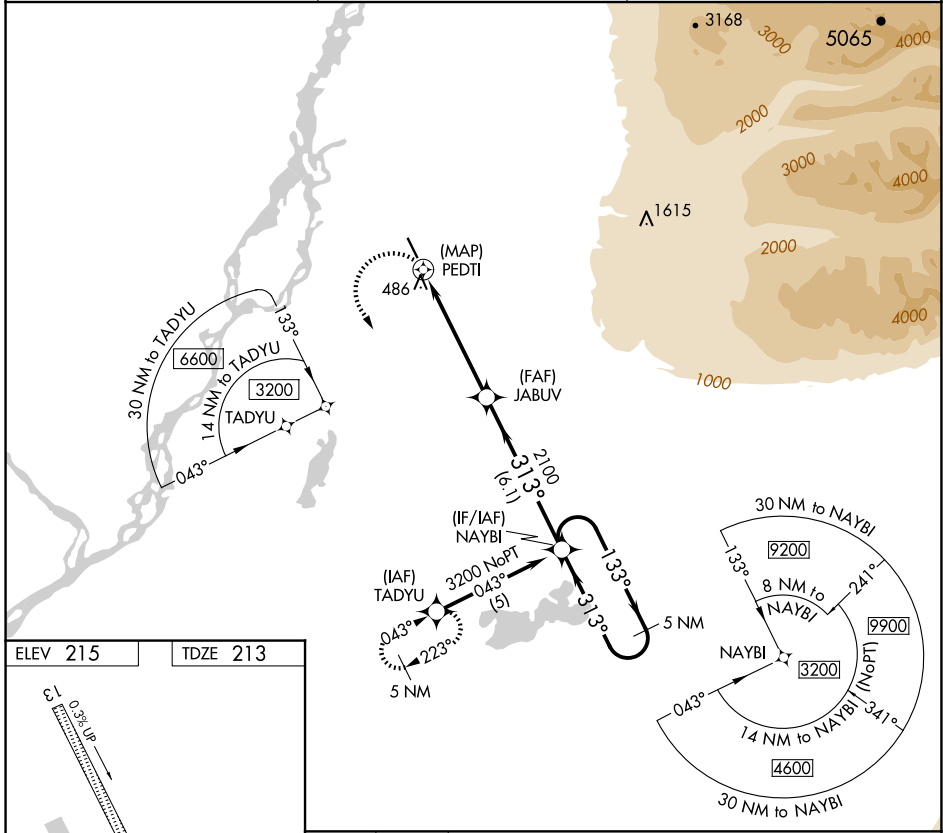 3168
3000
5065
4000
2000
3000
4000
1615
2000
4000
1000
(MAP)
PEDTI
486
133°
30 NM to TADYU
6600
14 NM to TADYU
3200
TADYU
043°
(FAF)
JABUV
2100
313°
(6.1)
(IF/IAF)
NAYBI
3200 NoPT
043°
(5)
(IAF)
TADYU
043°
223°
5 NM
133°
313°
5 NM
30 NM to NAYBI
9200
133°
8 NM to
NAYBI
241°
9900
NAYBI
3200
043°
341°
14 NM to NAYBI (NoPT)
4600
30 NM to NAYBI
ELEV 215
TDZE 213
13
0.3% UP